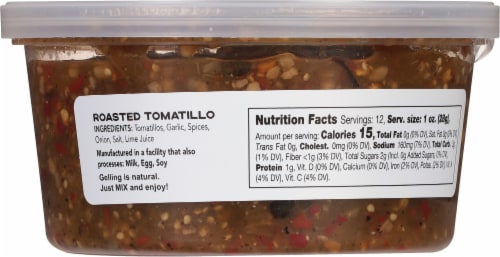 ROASTED TOMATILLO
INGREDIENTS: Tomatillos, Garlic, Spices,
Onion, Salt, Lime Juice
Manufactured in a facility that also
processes: Milk, Egg, Soy
Gelling is natural.
Just MIX and enjoy!
Nutrition Facts Servings: 12, Serv. size: 1 oz. (28g),
Amount per serving: Calories 15, Total Fat 0g (0% DV), Sat. Fat 0g (0% DV),
Trans Fat 0g, Cholest. 0mg (0% DV), Sodium 160mg (7% DV), Total Carb.
(1% DV), Fiber <1g (3% DV), Total Sugars 2g (Incl. 0g Added Sugars, 0% DV),
Protein 1g, Vit. D (0% DV), Calcium (0% DV), Iron (2% DV), Potas. (2% DV), Vit. A
(4% DV), Vit. C (4% DV).